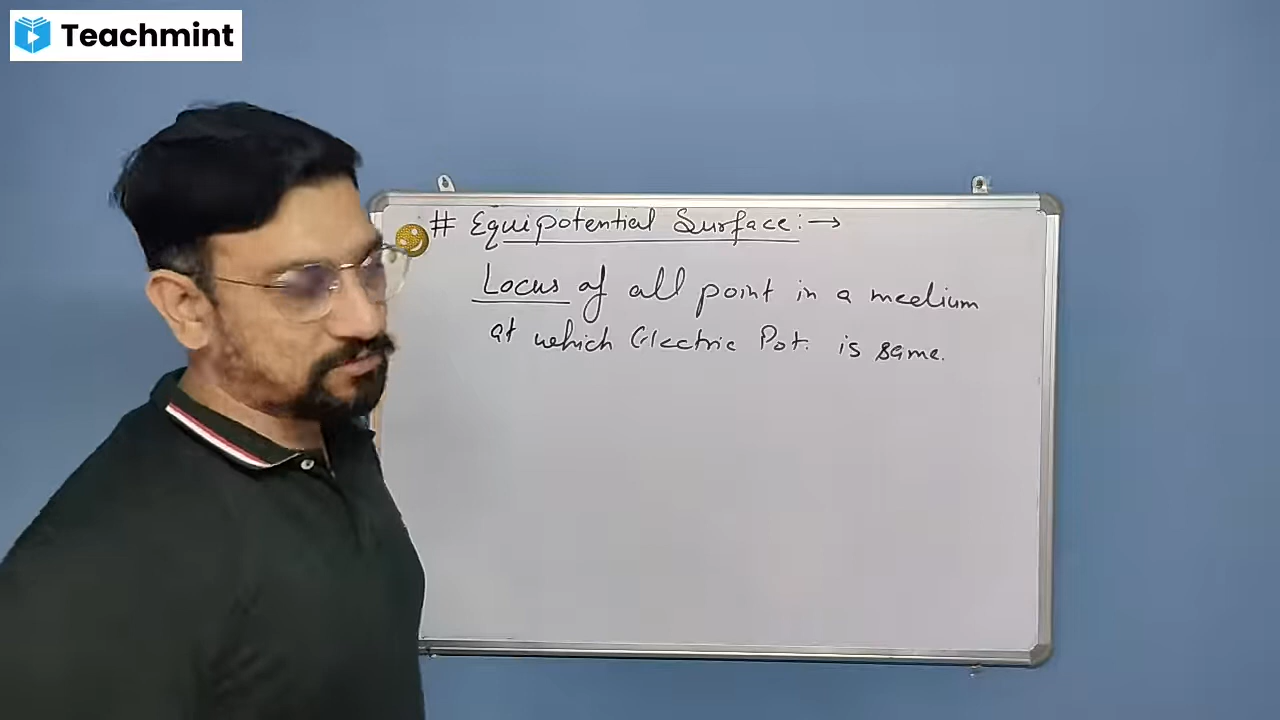 Teachmint
# Equipotential Surface:→
Locus of all point in a medium
at which Electric Pot. is same.